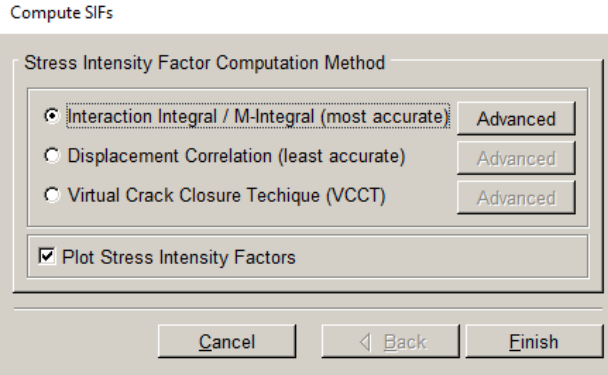 Compute SIFs
Stress Intensity Factor Computation Method
Interaction Integral / M-Integral (most accurate) Advanced
Displacement Correlation (least accurate) Advanced
Virtual Crack Closure Techique (VCCT) Advanced
Plot Stress Intensity Factors
Cancel Back Finish